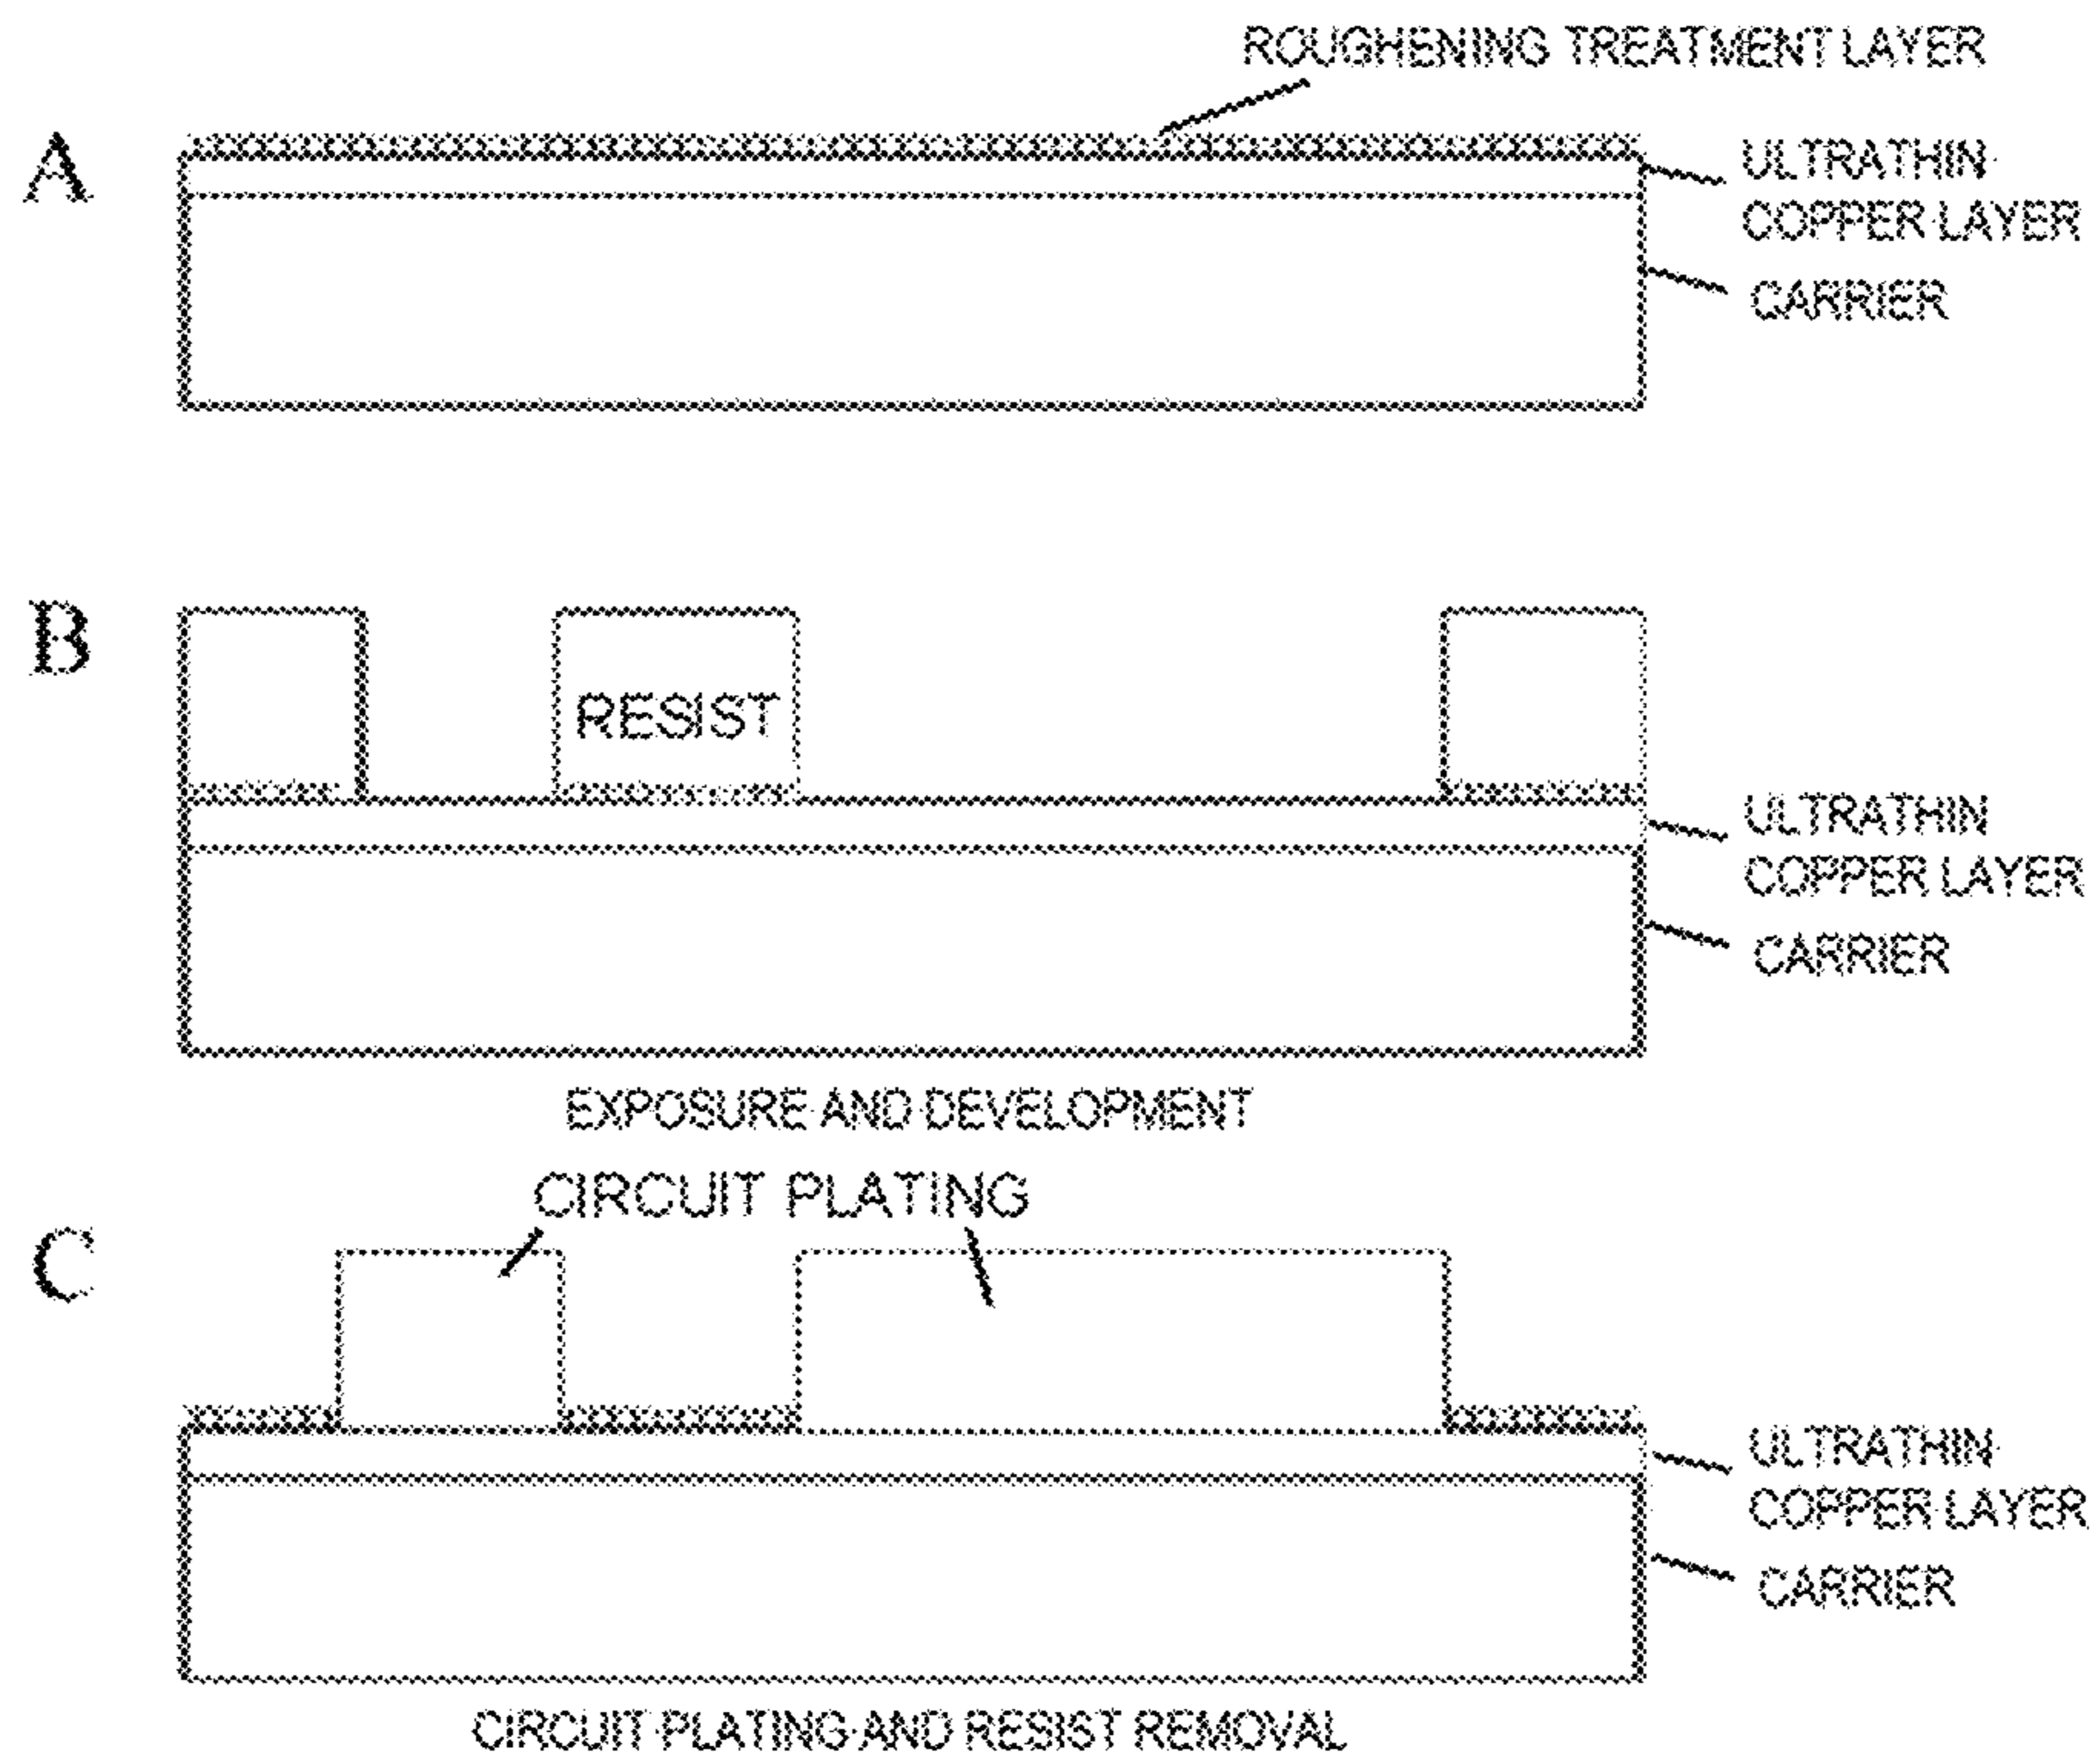 ROUGHENING TREATMENT LAYER
A
ULTRATHIN
COPPER LAYER
CARRIER
B
RESIST
ULTRATHIN
COPPER LAYER
CARRIER
EXPOSURE AND DEVELOPMENT
CIRCUIT PLATING
C
ULTRATHIN
COPPER LAYER
CARRIER
CIRCUIT PLATING AND RESIST REMOVAL